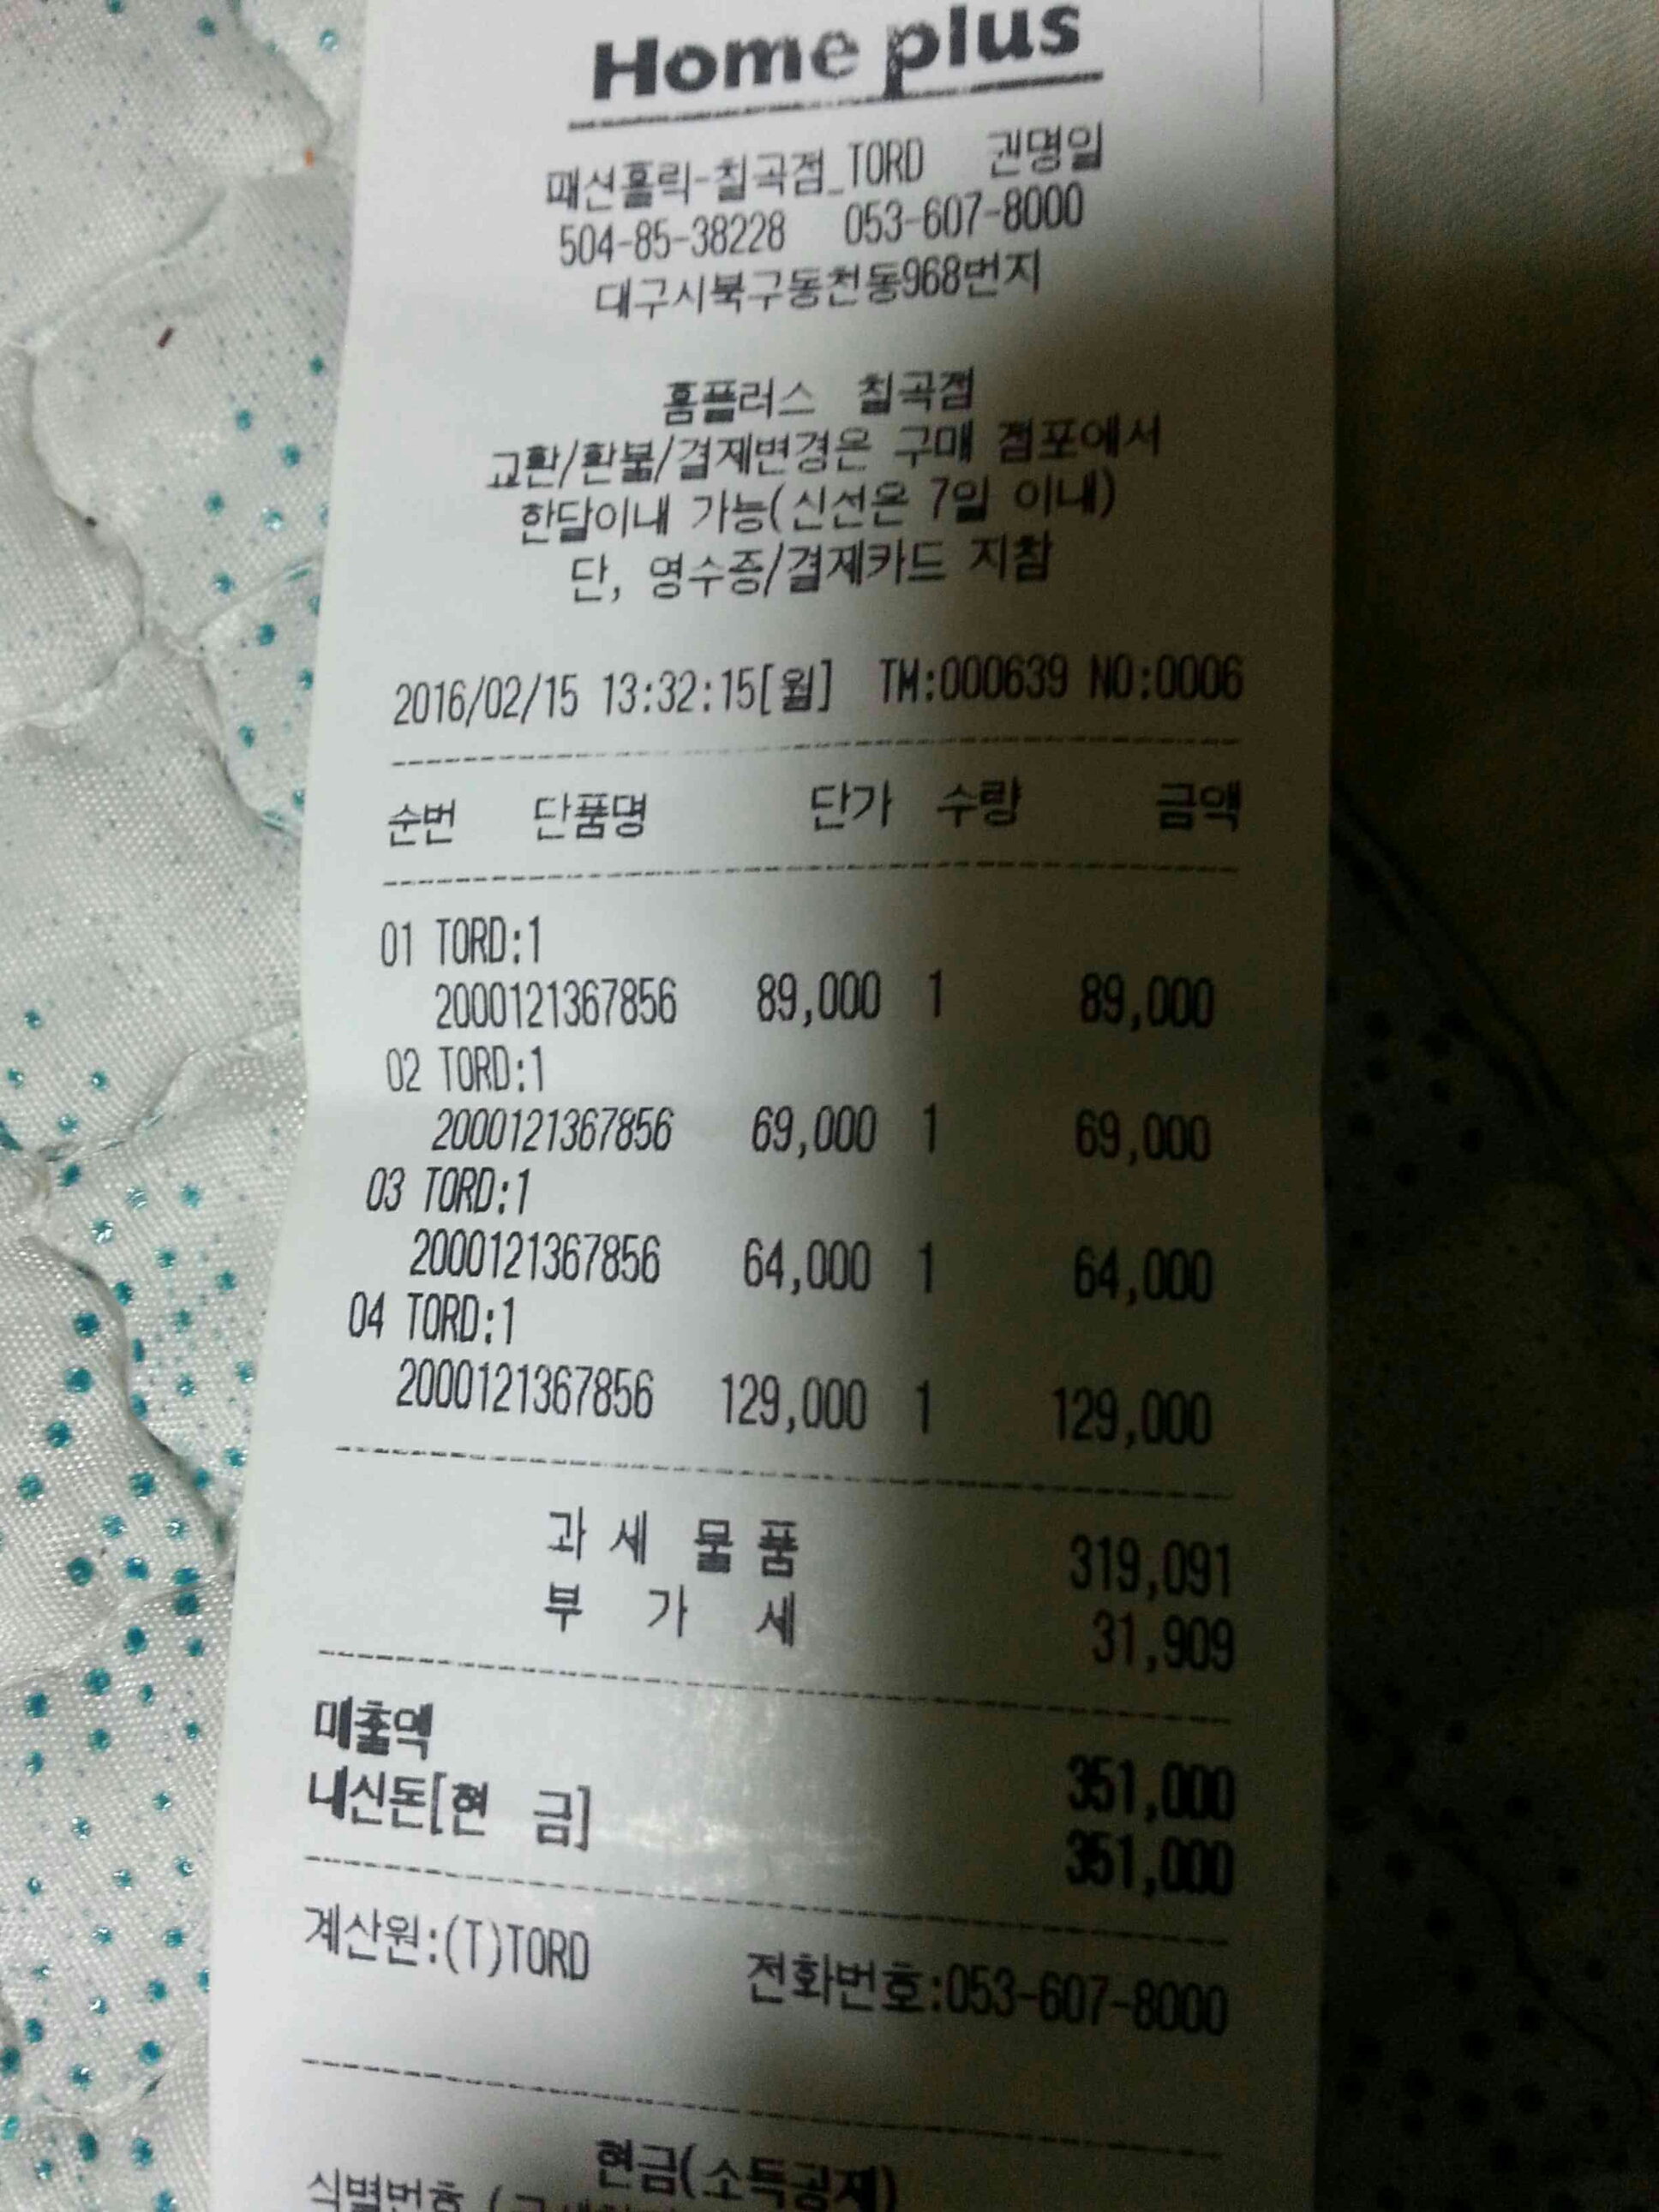 Home plus
패션홀릭-칠곡점_TORD 권명일
504-85-38228 053-607-8000
대구시북구동천동968번지
홈플러스 칠곡점
교환/환불/결제변경은 구매 점포에서
한달이내 가능(신선은 7일 이내)
단, 영수증/결제카드 지참
2016/02/15 13:32:15[월] TM:000639 NO:0006
순번 단품명 단가 수량 금액
01 TORD:1
2000121367856 89,000 1 89,000
02 TORD:1
2000121367856 69,000 1 69,000
03 TORD:1
2000121367856 64,000 1 64,000
04 TORD:1
2000121367856 129,000 1 129,000
과 세 물 품 319,091
부 가 세 31,909
매출액 351,000
내신돈[현 금] 351,000
계산원:(T)TORD 전화번호:053-607-8000
현금(소득공제)
식별번호